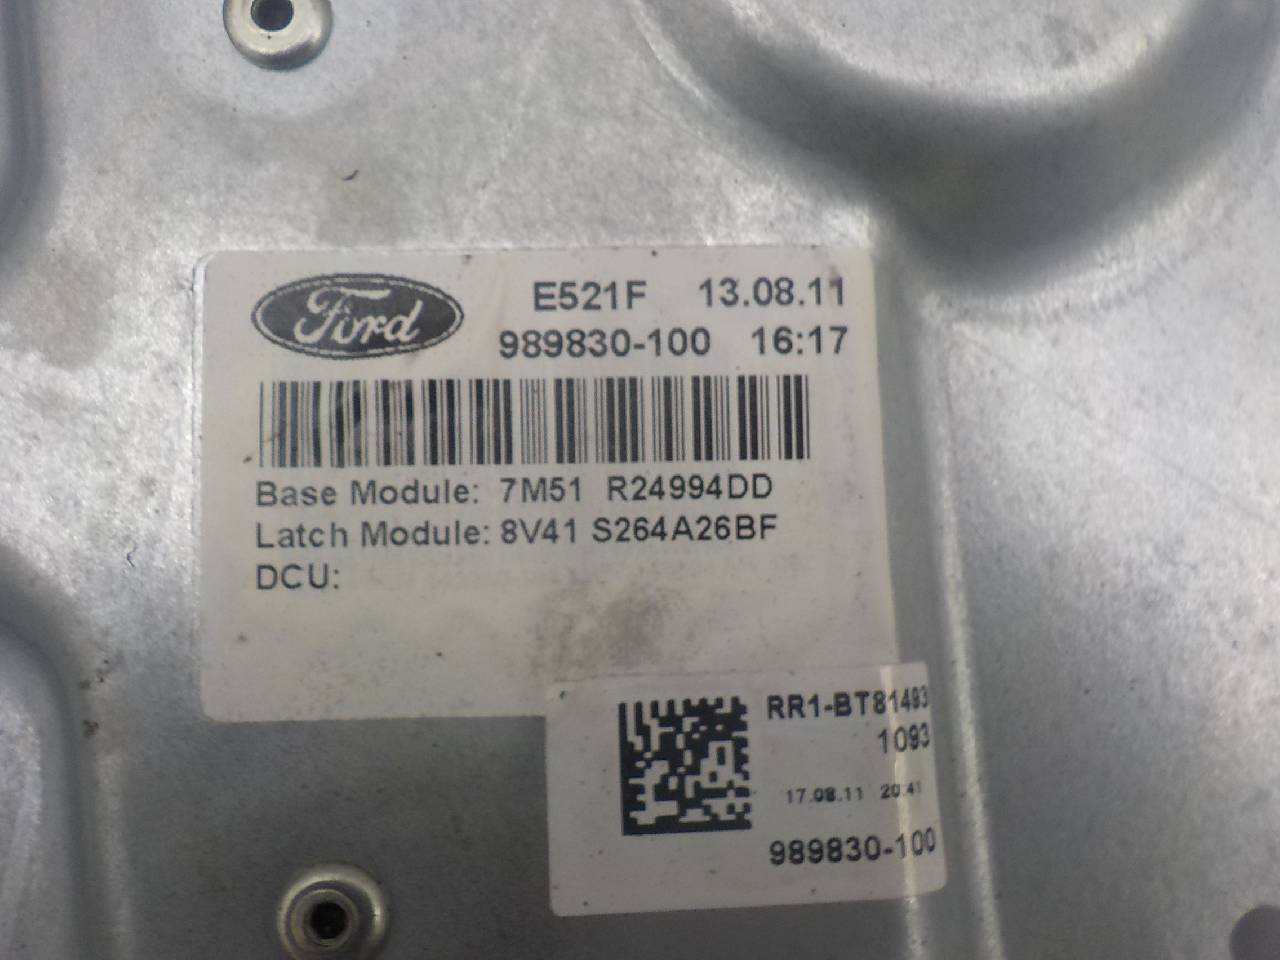 Ford
E521F 13.08.11
989830-100 16:17
Base Module: 7M51 R24994DD
Latch Module: 8V41 S264A26BF
DCU:
RR1-BT81493
1093
17.08.11 20:41
989830-100